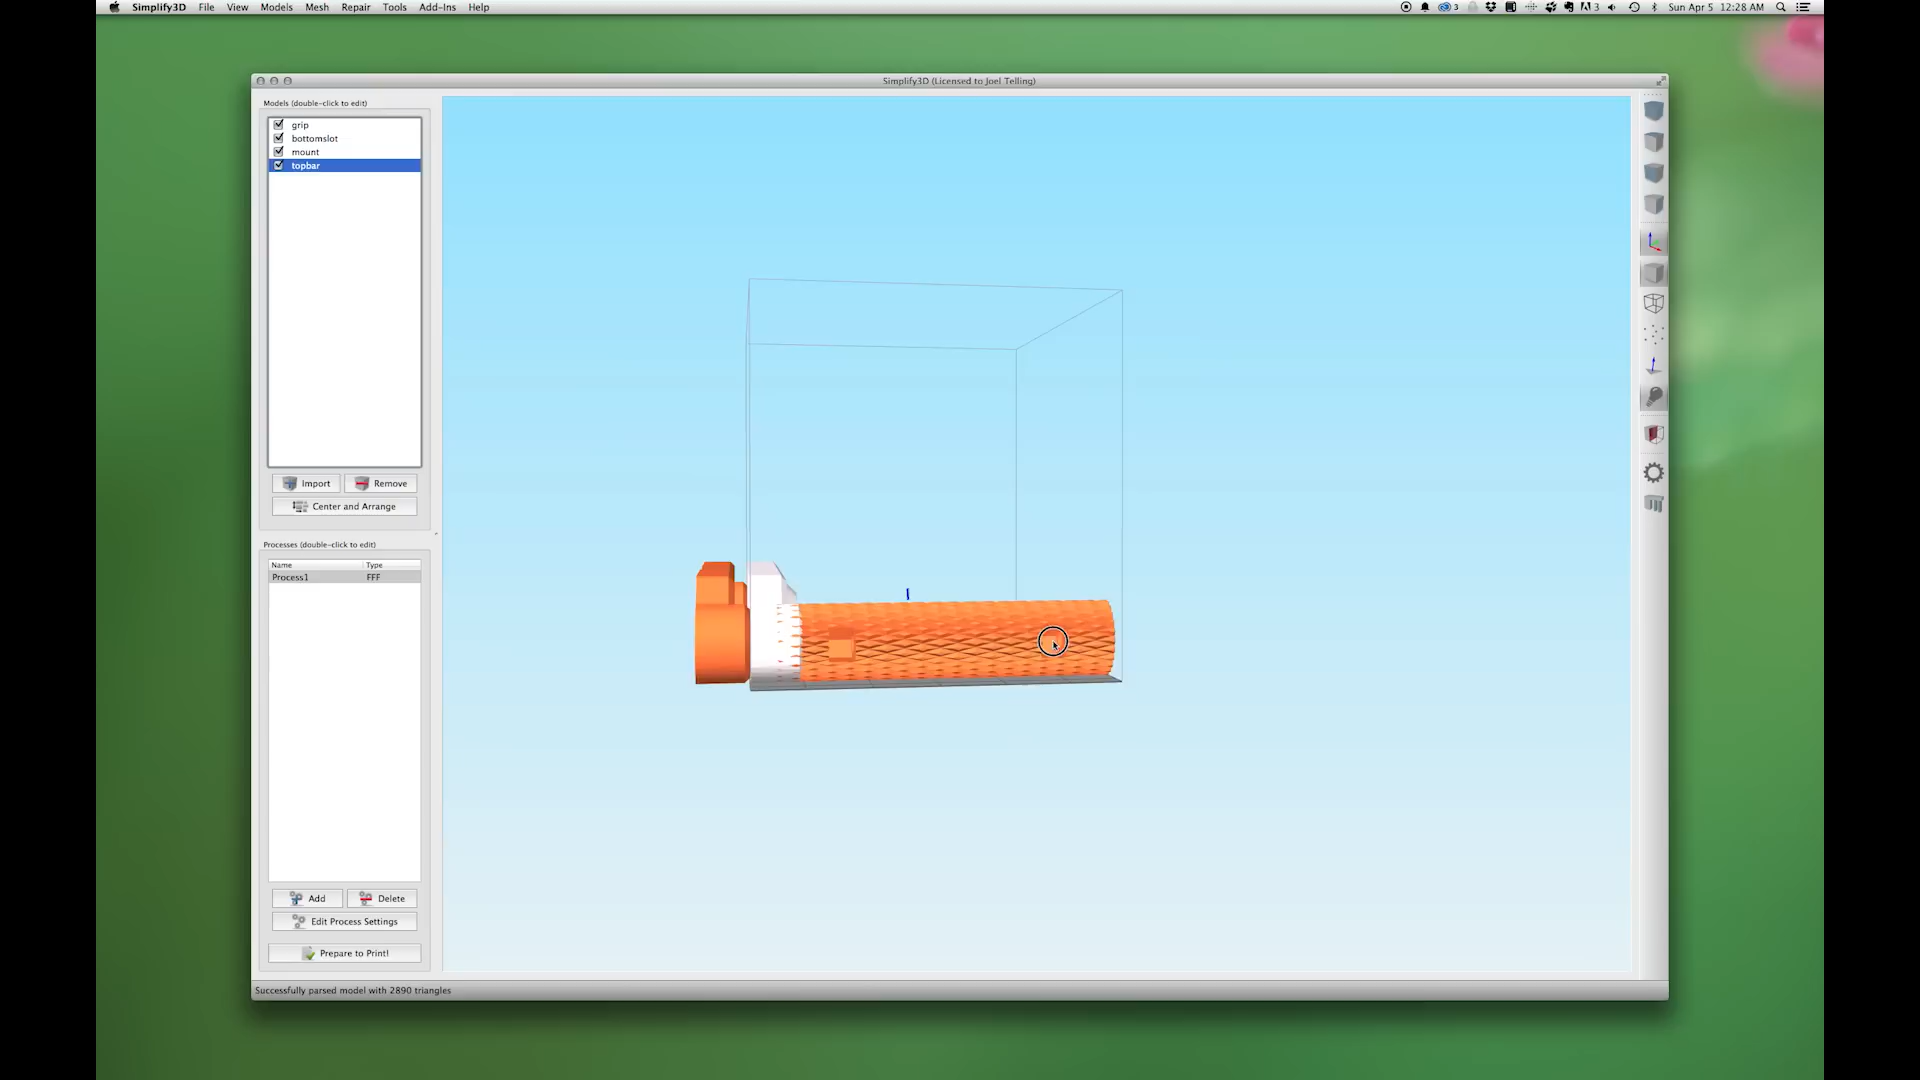 Simplify3D File Edit View Models Mesh Repair Tools Add-Ins Help
3 3 Sun Apr 5 12:28 AM
Simplify3D (Licensed to Joel Telling)
Models (double-click to edit)
grip
bottomslot
mount
topbar
Import Remove
Center and Arrange
Processes (double-click to edit)
Name Type
Process1 FFF
Add Delete
Edit Process Settings
Prepare to Print!
Successfully parsed model with 2890 triangles